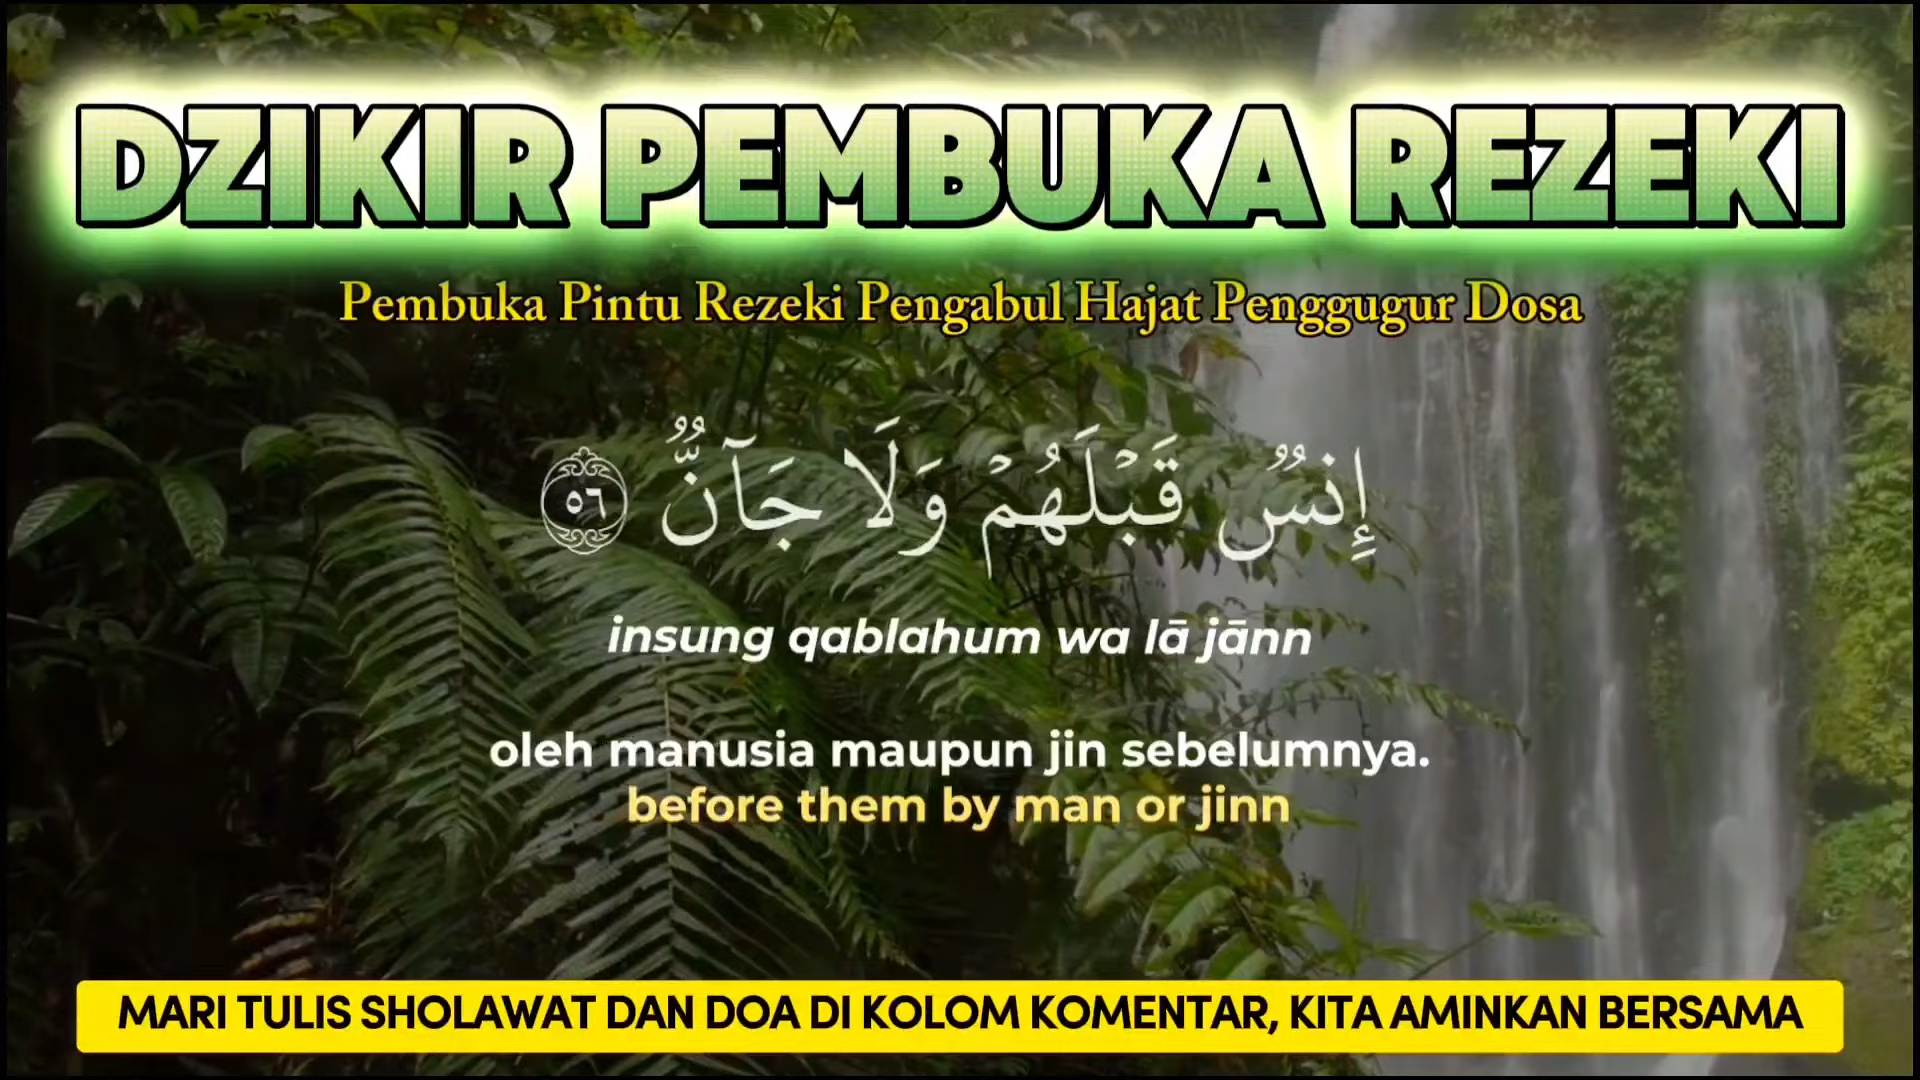 DZIKIR PEMBUKA REZEKI
Pembuka Pintu Rezeki Pengabul Hajat Penggugur Dosa
إِنسٌ قَبْلَهُمْ وَلَا جَآنٌّ ٥٦
insung qablahum wa lā jānn
oleh manusia maupun jin sebelumnya.
before them by man or jinn
MARI TULIS SHOLAWAT DAN DOA DI KOLOM KOMENTAR, KITA AMINKAN BERSAMA